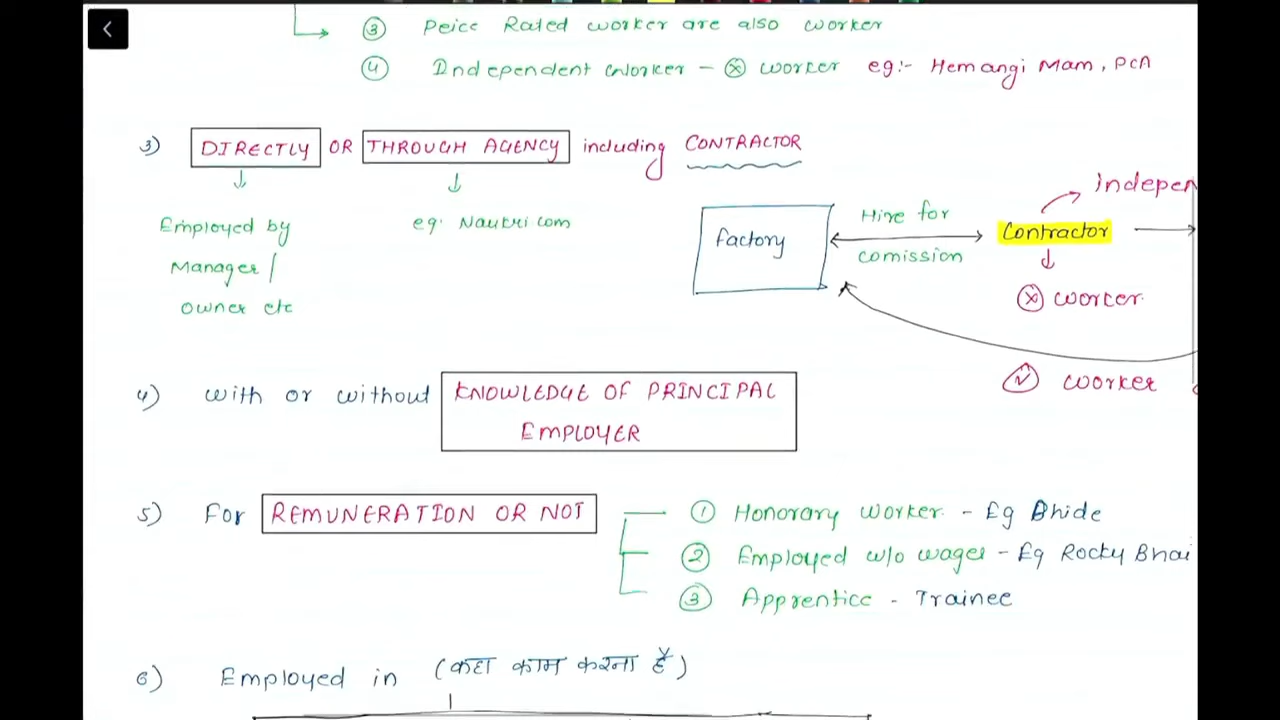 ③ Peice Rated worker are also worker
④ Independent worker - ⓧ worker eg:- Hemangi Mam, PCA
3) DIRECTLY OR THROUGH AGENCY including CONTRACTOR
Employed by
Manager /
owner etc
eg: Naukri com
Factory
Hire for
comission
Contractor
indepen
ⓧ worker
✓ worker
4) with or without KNOWLEDGE OF PRINCIPAL
EMPLOYER
5) For REMUNERATION OR NOT
① Honorary worker - Eg Bhide
② Employed w/o wages - Eg Rocky Bhai
③ Apprentice - Trainee
6) Employed in (कहा काम करना है)